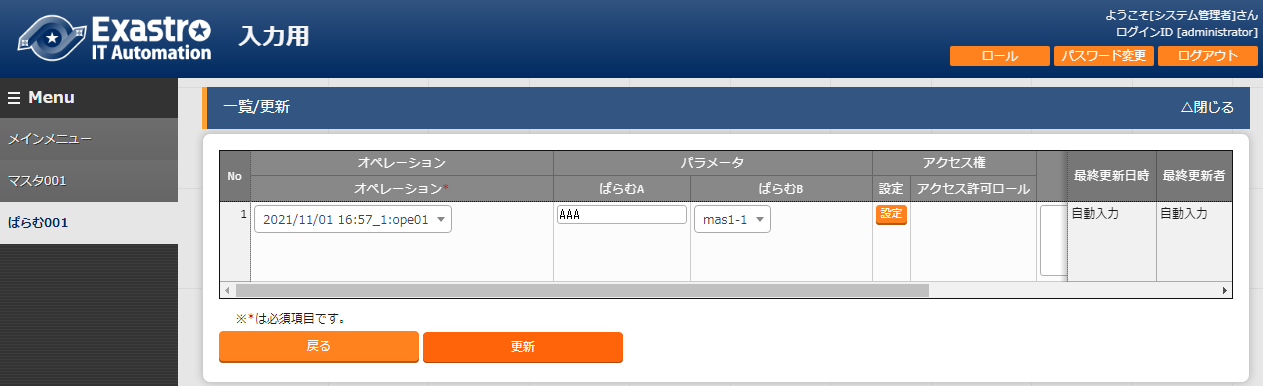 Exastro
IT Automation
入力用
ようこそ[システム管理者]さん
ログインID [administrator]
ロール パスワード変更 ログアウト
Menu
メインメニュー
マスタ001
ぱらむ001
一覧/更新 △閉じる
No オペレーション パラメータ アクセス権 最終更新日時 最終更新者
オペレーション* ぱらむA ぱらむB 設定 アクセス許可ロール
1 2021/11/01 16:57_1:ope01 AAA mas1-1 設定 自動入力 自動入力
※*は必須項目です。
戻る 更新